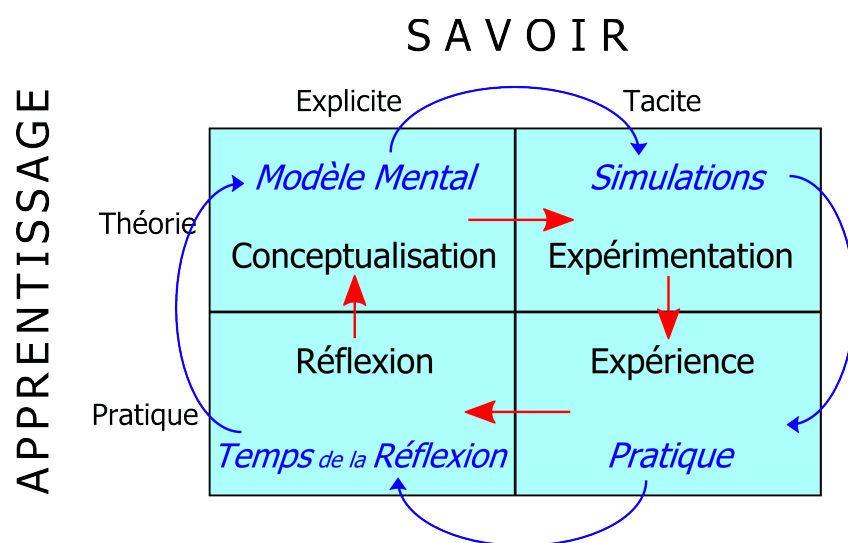 SAVOIR
APPRENTISSAGE
Explicite
Tacite
Théorie
Modèle Mental
Simulations
Conceptualisation
Expérimentation
Réflexion
Expérience
Pratique
Temps de la Réflexion
Pratique